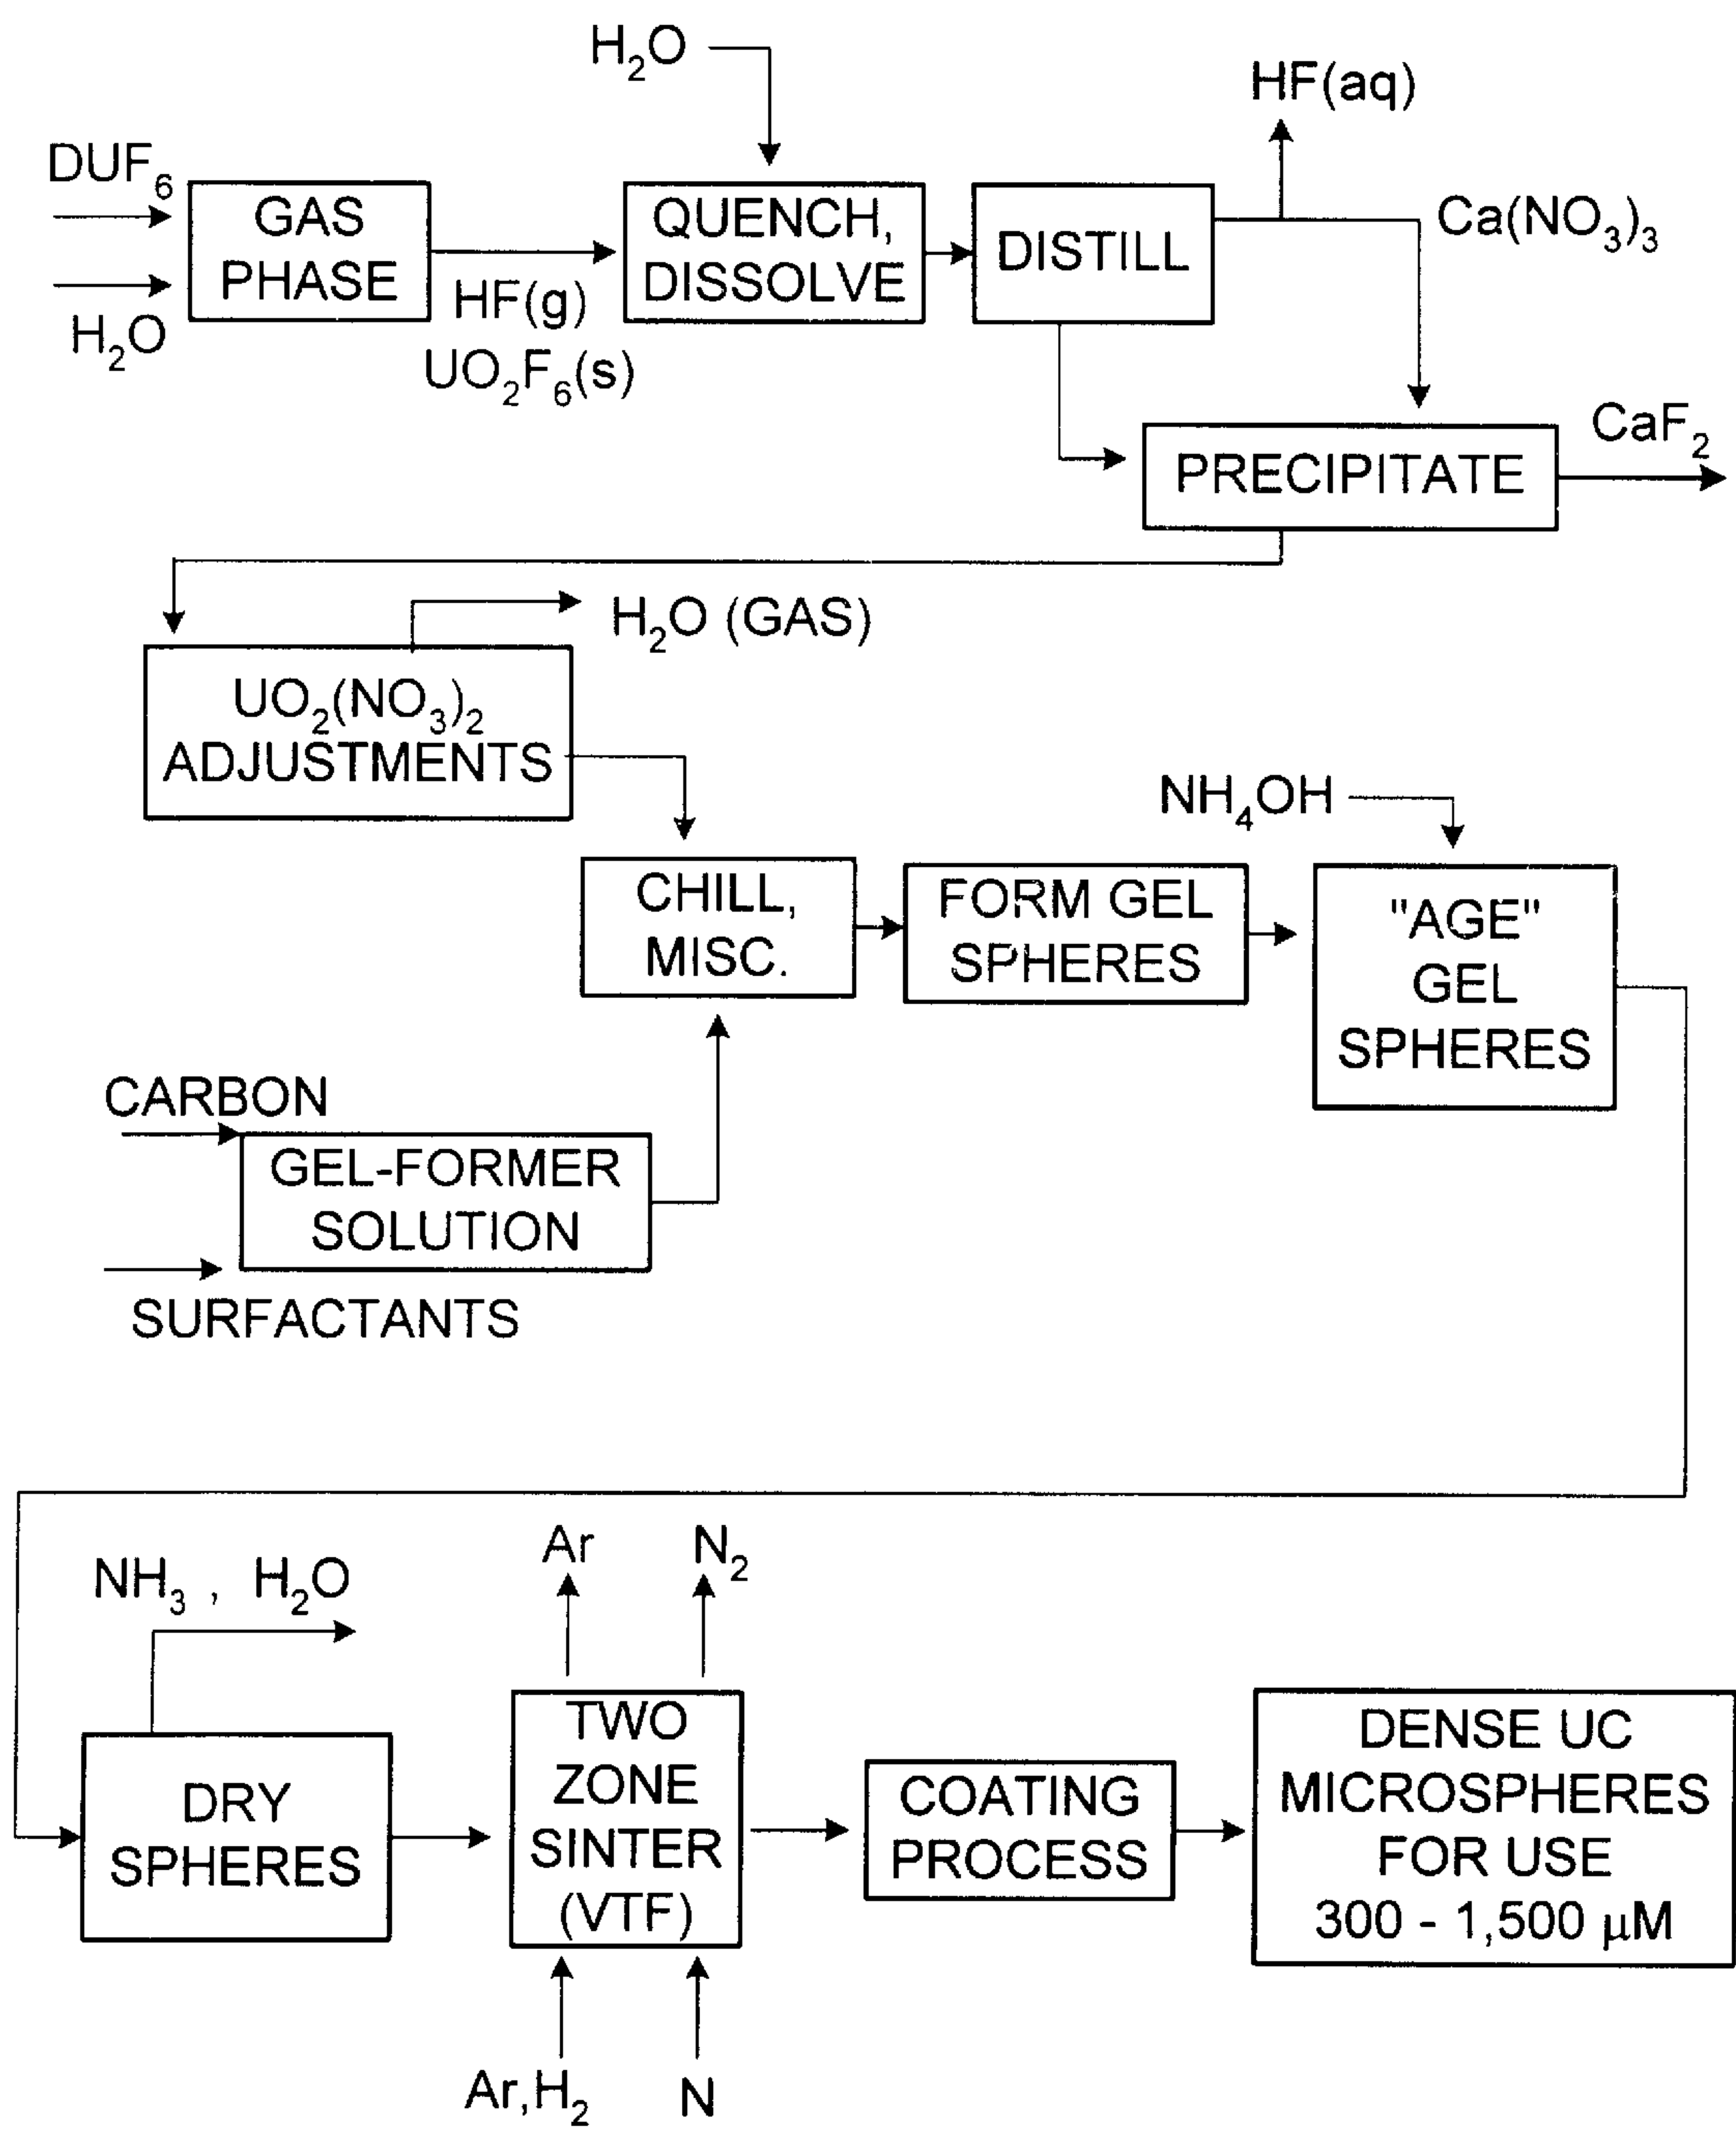 H₂O
HF(aq)
DUF₆
GAS
PHASE
H₂O
HF(g)
UO₂F₆(s)
QUENCH,
DISSOLVE
DISTILL
Ca(NO₃)₃
PRECIPITATE
CaF₂
H₂O (GAS)
UO₂(NO₃)₂
ADJUSTMENTS
CHILL,
MISC.
FORM GEL
SPHERES
NH₄OH
"AGE"
GEL
SPHERES
CARBON
GEL-FORMER
SOLUTION
SURFACTANTS
NH₃ , H₂O
Ar
N₂
DRY
SPHERES
TWO
ZONE
SINTER
(VTF)
Ar,H₂
N
COATING
PROCESS
DENSE UC
MICROSPHERES
FOR USE
300 - 1,500 μM